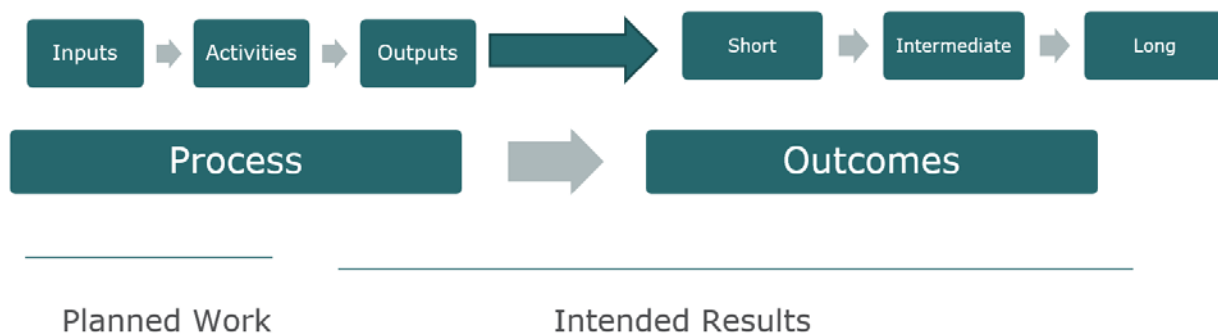 Inputs
Activities
Outputs
Short
Intermediate
Long
Process
Outcomes
Planned Work
Intended Results